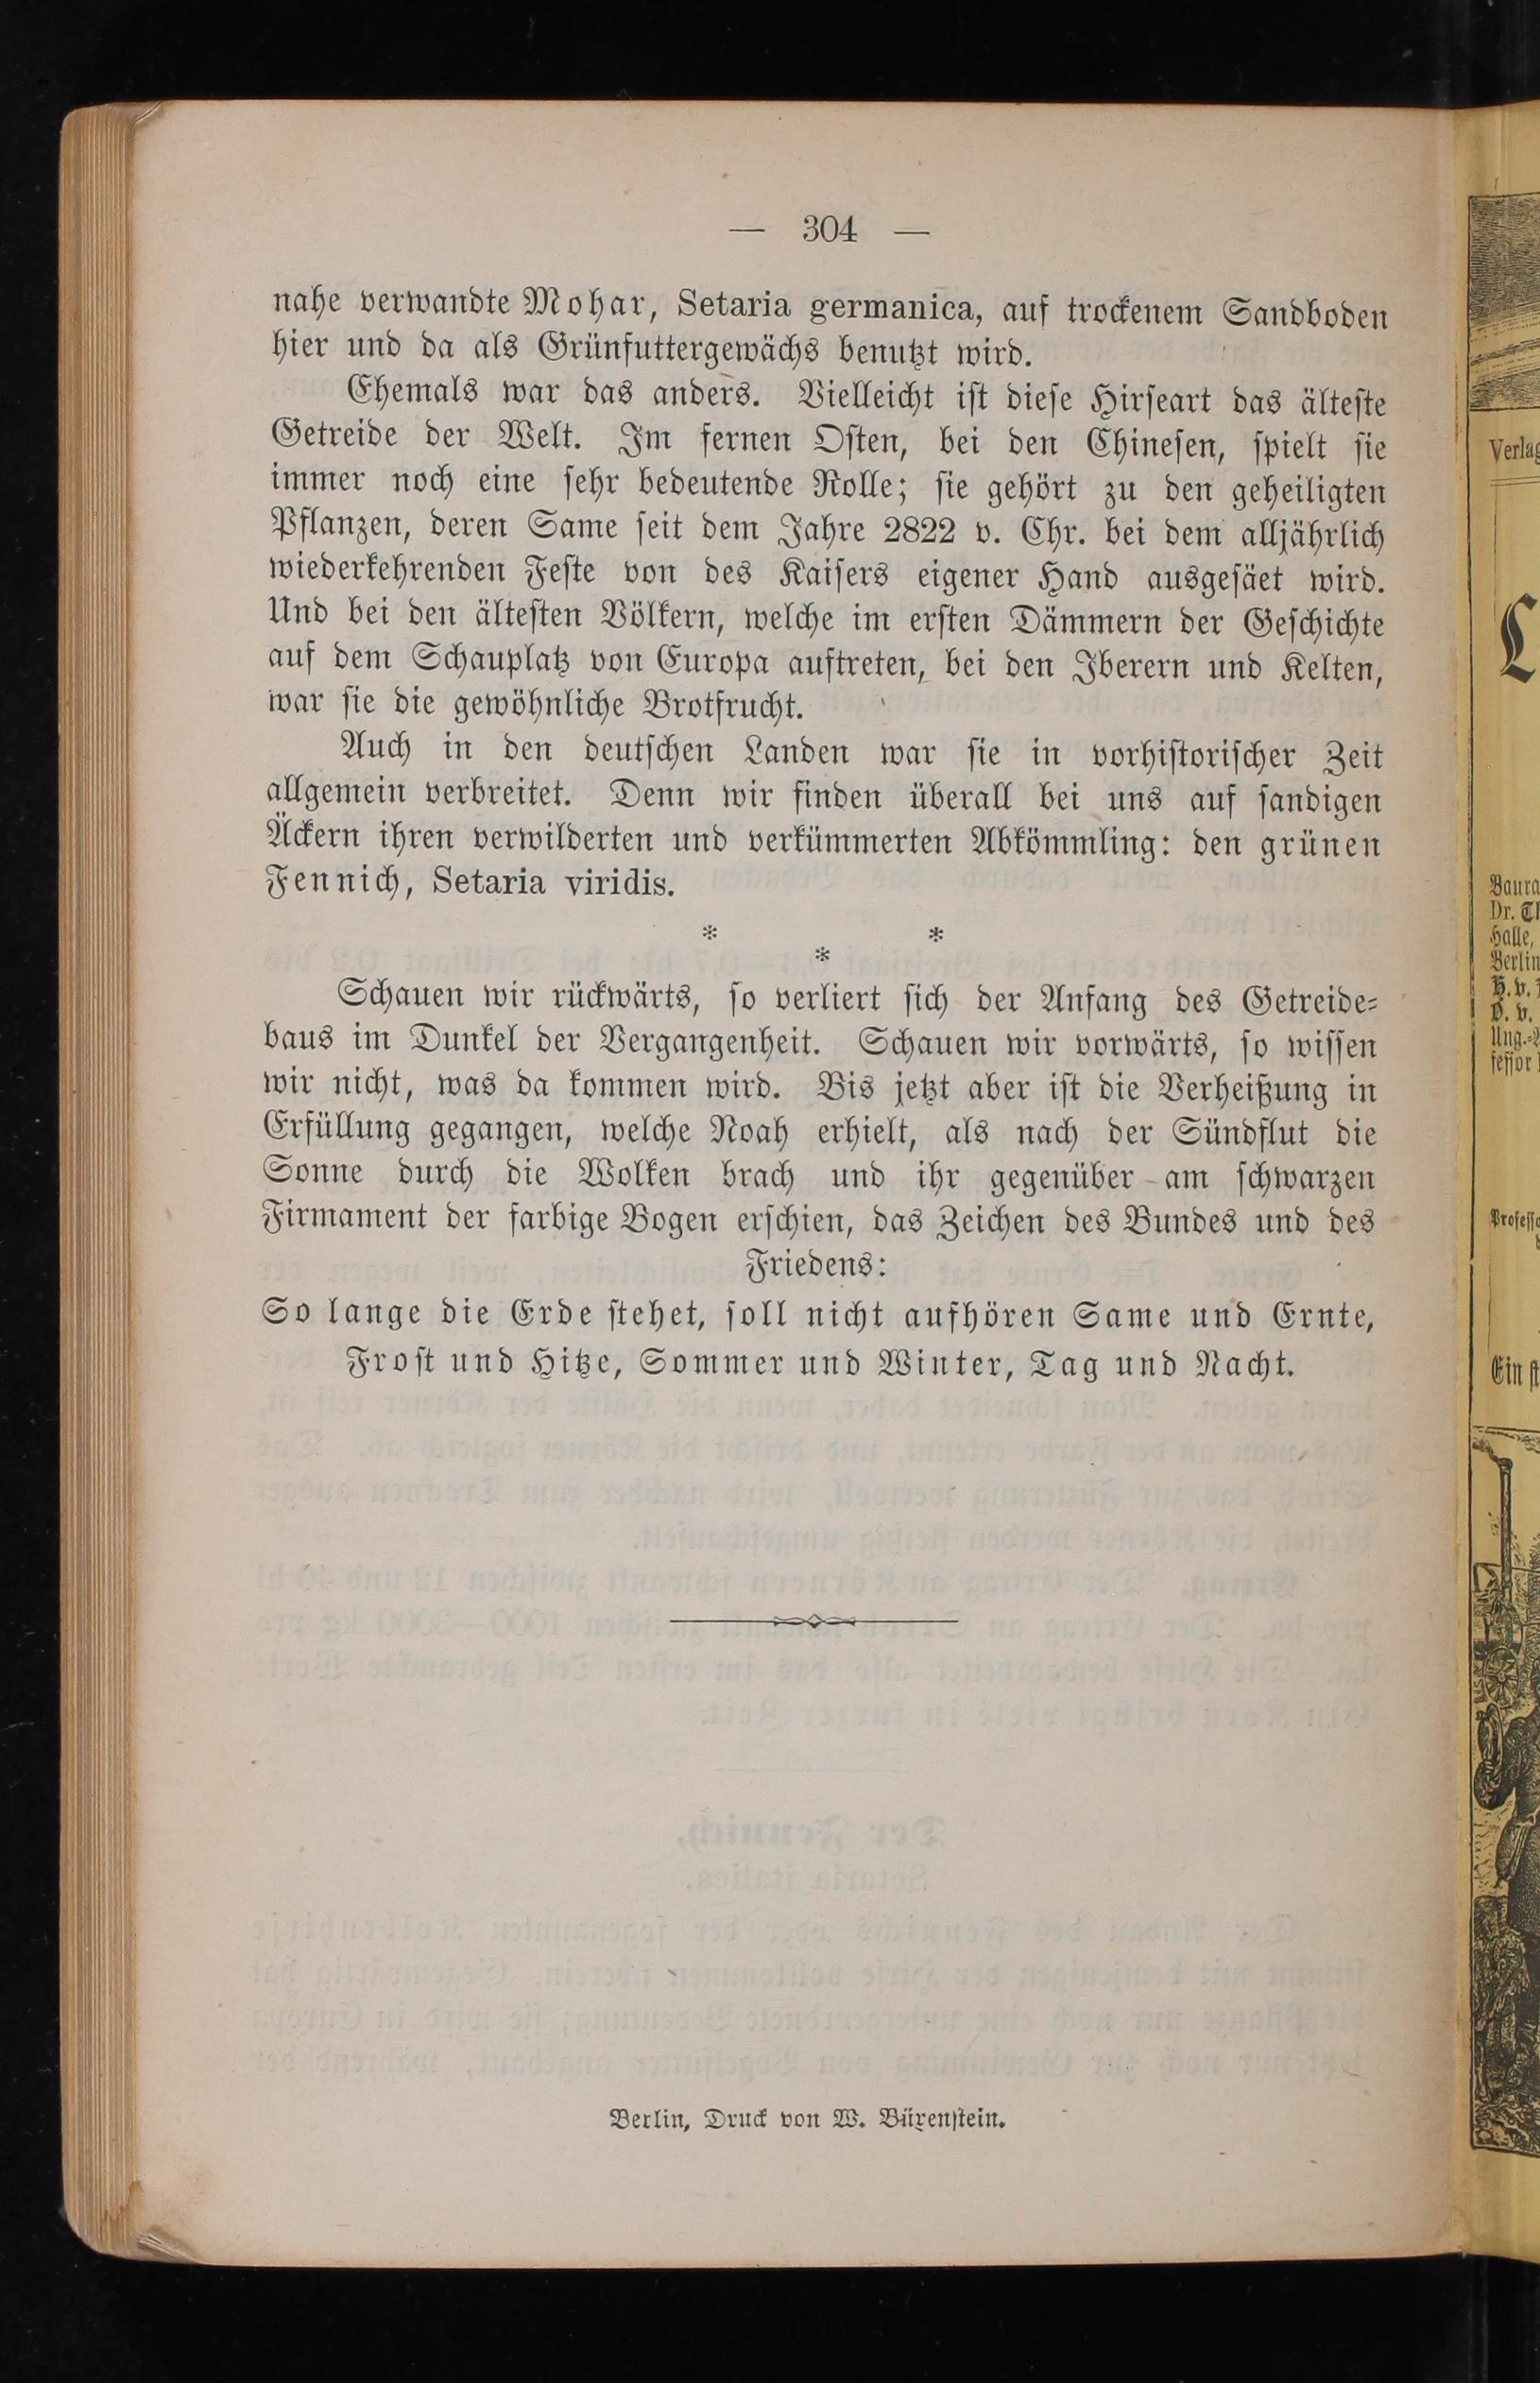 — 304 —
nahe verwandte Mohar, Setaria germanica, auf trockenem Sandboden
hier und da als Grünfuttergewächs benutzt wird.
Ehemals war das anders. Vielleicht ist diese Hirseart das älteste
Getreide der Welt. Im fernen Osten, bei den Chinesen, spielt sie
immer noch eine sehr bedeutende Rolle; sie gehört zu den geheiligten
Pflanzen, deren Same seit dem Jahre 2822 v. Chr. bei dem alljährlich
wiederkehrenden Feste von des Kaisers eigener Hand ausgesäet wird.
Und bei den ältesten Völkern, welche im ersten Dämmern der Geschichte
auf dem Schauplatz von Europa auftreten, bei den Iberern und Kelten,
war sie die gewöhnliche Brotfrucht.
Auch in den deutschen Landen war sie in vorhistorischer Zeit
allgemein verbreitet. Denn wir finden überall bei uns auf sandigen
Äckern ihren verwilderten und verkümmerten Abkömmling: den grünen
Fennich, Setaria viridis.
* * *
Schauen wir rückwärts, so verliert sich der Anfang des Getreide-
baus im Dunkel der Vergangenheit. Schauen wir vorwärts, so wissen
wir nicht, was da kommen wird. Bis jetzt aber ist die Verheißung in
Erfüllung gegangen, welche Noah erhielt, als nach der Sündflut die
Sonne durch die Wolken brach und ihr gegenüber am schwarzen
Firmament der farbige Bogen erschien, das Zeichen des Bundes und des
Friedens:
So lange die Erde stehet, soll nicht aufhören Same und Ernte,
Frost und Hitze, Sommer und Winter, Tag und Nacht.
Berlin, Druck von W. Büxenstein.
Verlag
Dr.
Halle,
Berlin